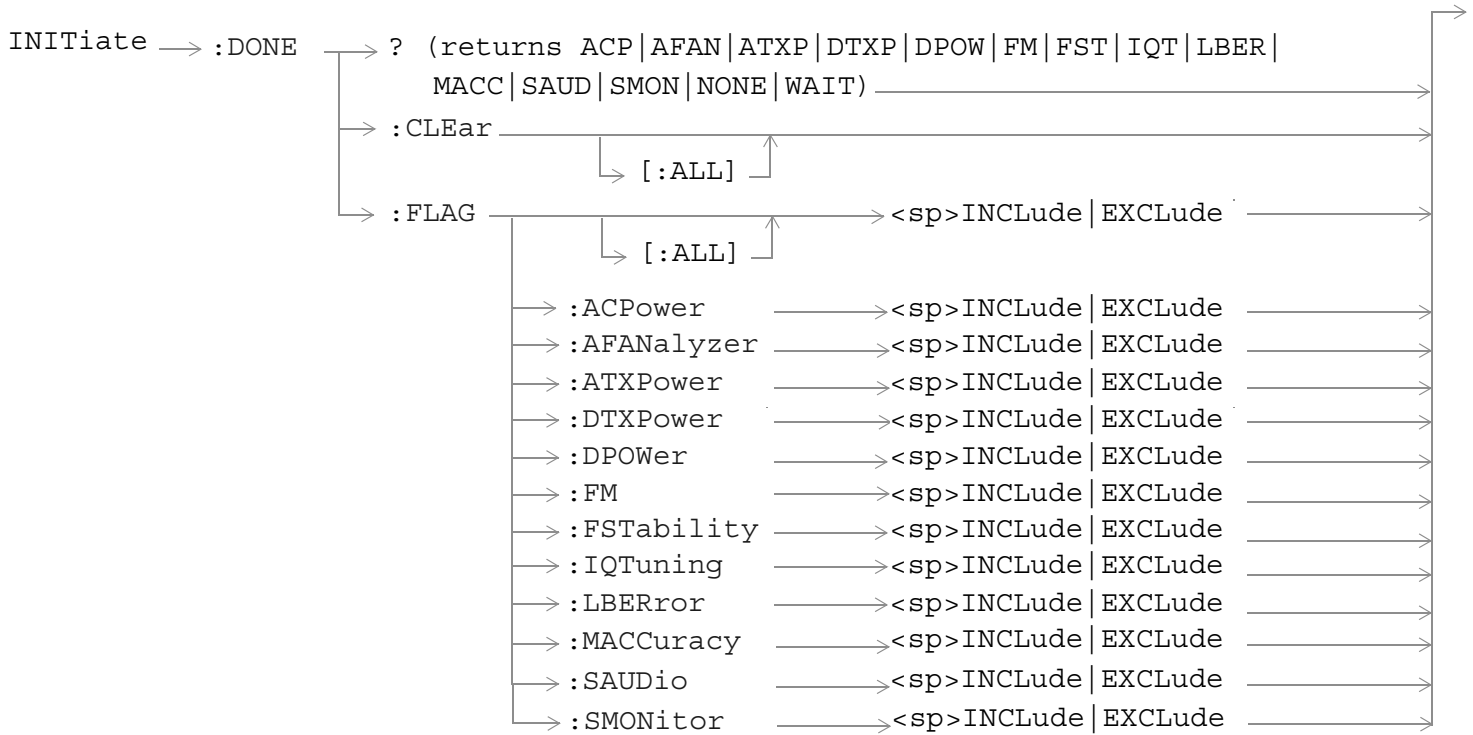 INITiate :DONE ? (returns ACP|AFAN|ATXP|DTXP|DPOW|FM|FST|IQT|LBER|
MACC|SAUD|SMON|NONE|WAIT)
:CLEar
[:ALL]
:FLAG <sp>INCLude|EXCLude
[:ALL]
:ACPower <sp>INCLude|EXCLude
:AFANalyzer <sp>INCLude|EXCLude
:ATXPower <sp>INCLude|EXCLude
:DTXPower <sp>INCLude|EXCLude
:DPOWer <sp>INCLude|EXCLude
:FM <sp>INCLude|EXCLude
:FSTability <sp>INCLude|EXCLude
:IQTuning <sp>INCLude|EXCLude
:LBERror <sp>INCLude|EXCLude
:MACCuracy <sp>INCLude|EXCLude
:SAUDio <sp>INCLude|EXCLude
:SMONitor <sp>INCLude|EXCLude